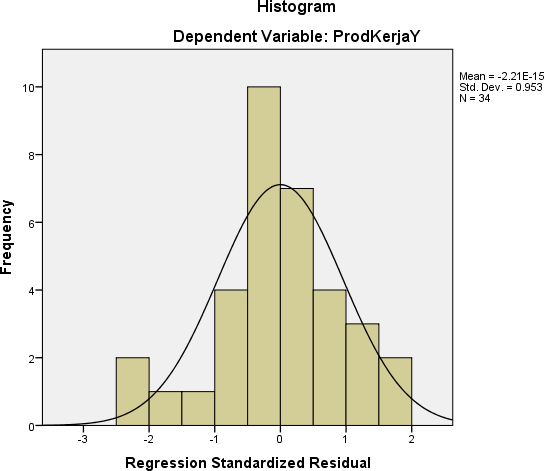 Histogram
Dependent Variable: ProdKerjaY
Mean = -2.21E-15
Std. Dev. = 0.953
N = 34
Frequency
10
8
6
4
2
0
-3 -2 -1 0 1 2
Regression Standardized Residual